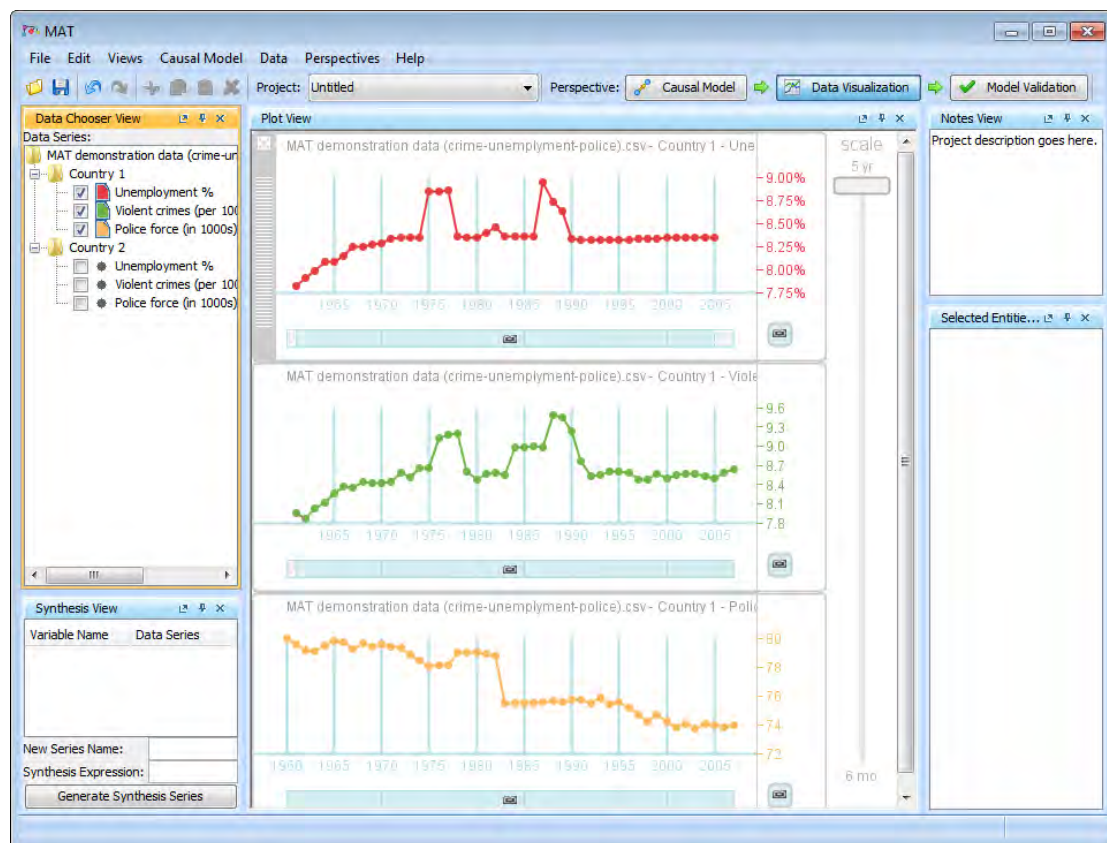 MAT
File Edit Views Causal Model Data Perspectives Help
Project: Untitled Perspective: Causal Model Data Visualization Model Validation
Data Chooser View
Data Series:
MAT demonstration data (crime-un
Country 1
Unemployment %
Violent crimes (per 100
Police force (in 1000s)
Country 2
Unemployment %
Violent crimes (per 100
Police force (in 1000s)
Synthesis View
Variable Name Data Series
New Series Name:
Synthesis Expression:
Generate Synthesis Series
Plot View
MAT demonstration data (crime-unemplyment-police).csv - Country 1 - Une
9.00%
8.75%
8.50%
8.25%
8.00%
7.75%
1965 1970 1975 1980 1985 1990 1995 2000 2005
MAT demonstration data (crime-unemplyment-police).csv - Country 1 - Viole
9.6
9.3
9.0
8.7
8.4
8.1
7.8
1965 1970 1975 1980 1985 1990 1995 2000 2005
MAT demonstration data (crime-unemplyment-police).csv - Country 1 - Poli
80
78
76
74
72
1960 1965 1970 1975 1980 1985 1990 1995 2000 2005
scale
5 yr
6 mo
Notes View
Project description goes here.
Selected Entitie...